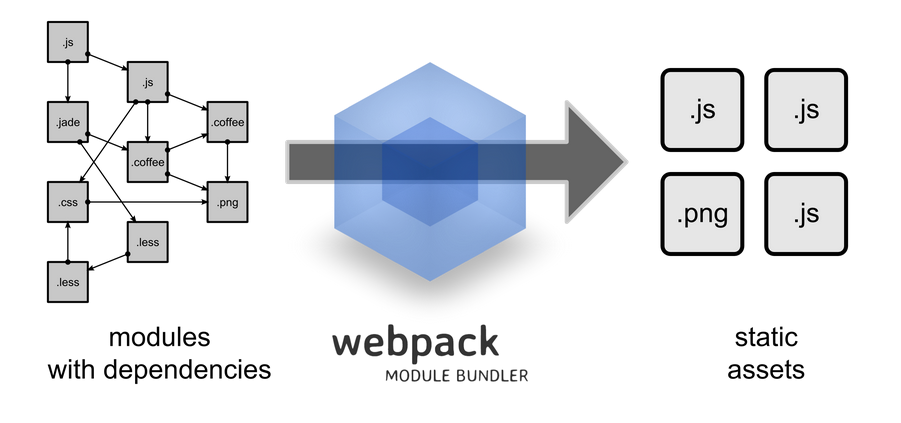 .js
.js
.jade
.coffee
.coffee
.css
.png
.less
.less
modules
with dependencies
webpack
MODULE BUNDLER
.js
.js
.png
.js
static
assets